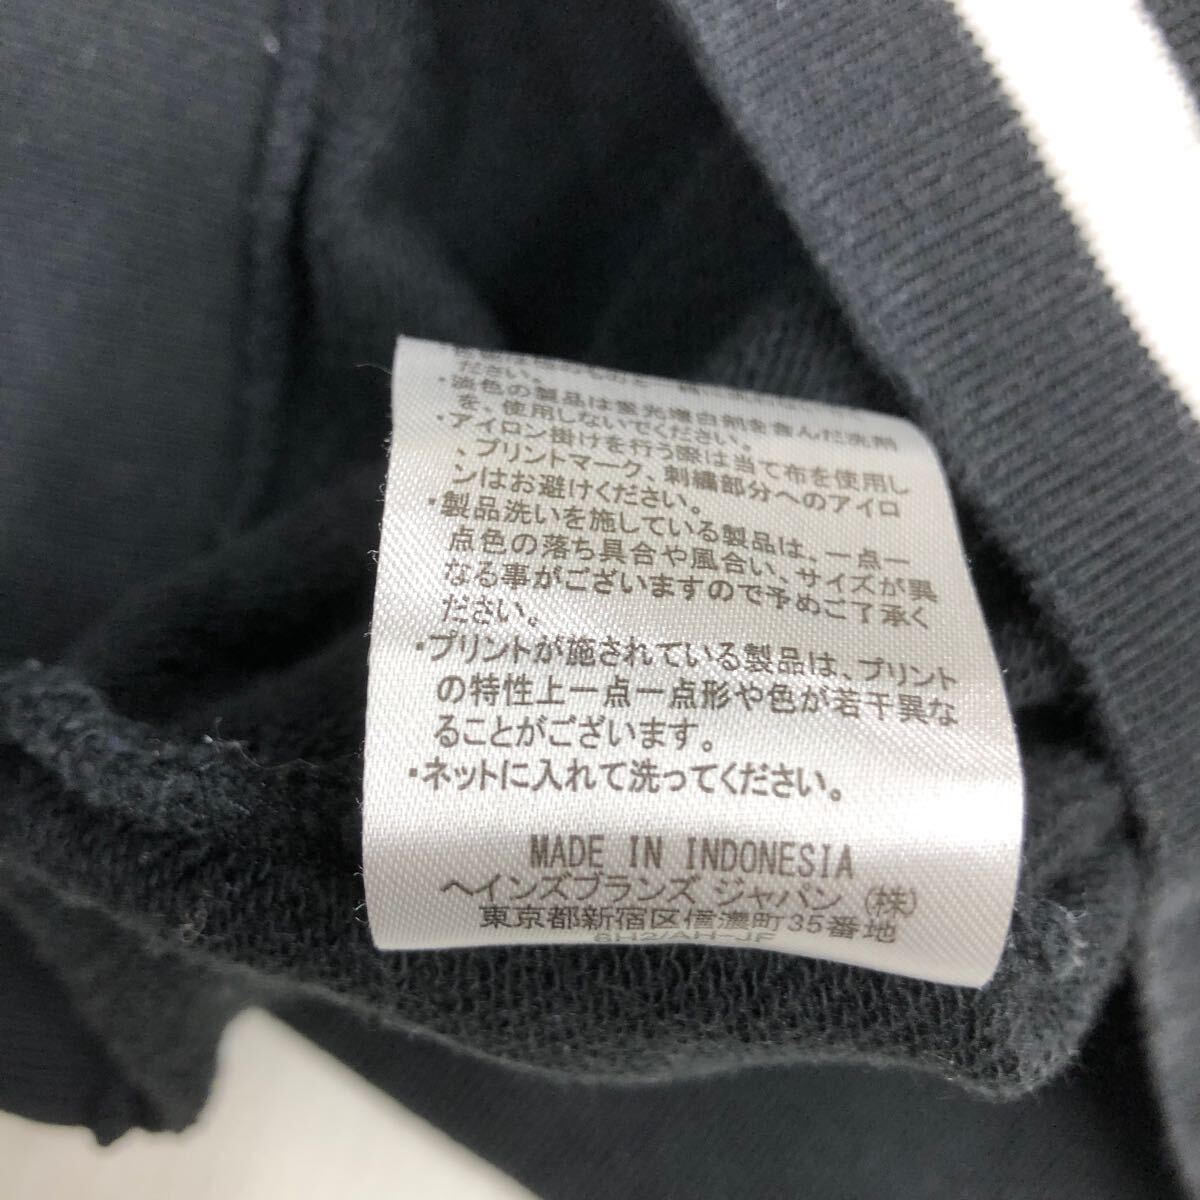 ださい。
・淡色の製品は蛍光漂白剤を含んだ洗剤
を、使用しないでください。
・アイロン掛けを行う際は当て布を使用し
、プリントマーク、刺繍部分へのアイロ
ンはお避けください。
・製品洗いを施している製品は、一点一
点色の落ち具合や風合い、サイズが異
なる事がございますので予めご了承く
ださい。
・プリントが施されている製品は、プリント
の特性上一点一点形や色が若干異な
ることがございます。
・ネットに入れて洗ってください。
MADE IN INDONESIA
ヘインズブランズ ジャパン (株)
東京都新宿区信濃町35番地
6H2/AH-JF